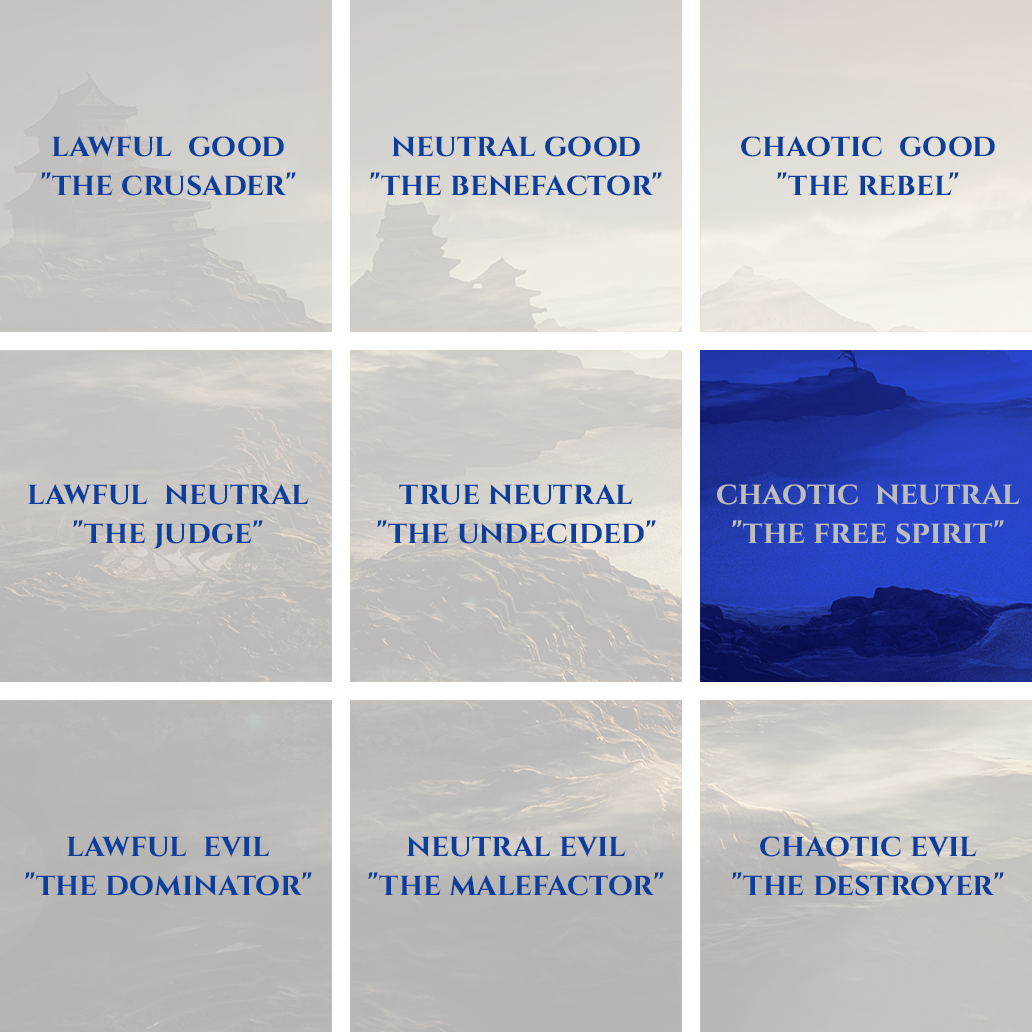 LAWFUL GOOD
"THE CRUSADER"
NEUTRAL GOOD
"THE BENEFACTOR"
CHAOTIC GOOD
"THE REBEL"
LAWFUL NEUTRAL
"THE JUDGE"
TRUE NEUTRAL
"THE UNDECIDED"
CHAOTIC NEUTRAL
"THE FREE SPIRIT"
LAWFUL EVIL
"THE DOMINATOR"
NEUTRAL EVIL
"THE MALEFACTOR"
CHAOTIC EVIL
"THE DESTROYER"